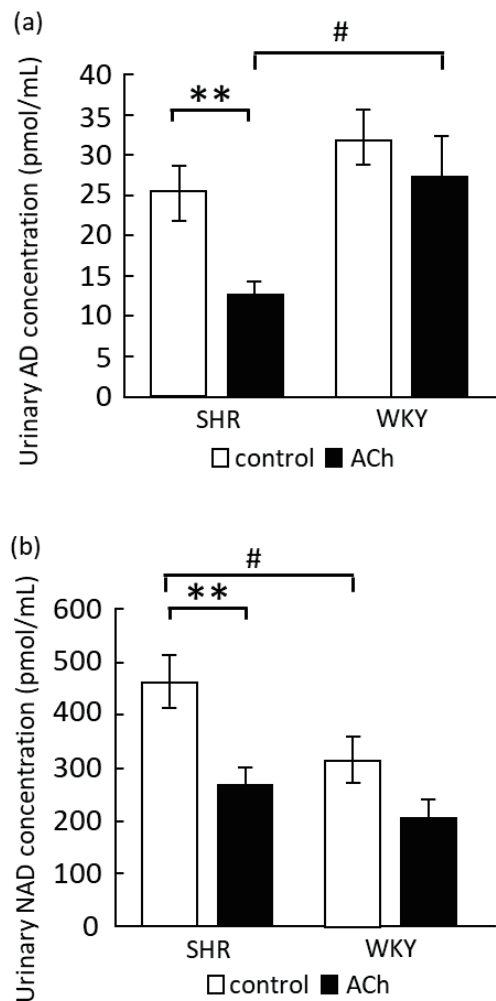 (a)
#
**
Urinary AD concentration (pmol/mL)
40
35
30
25
20
15
10
5
0
SHR WKY
control ACh
(b)
#
**
Urinary NAD concentration (pmol/mL)
600
500
400
300
200
100
0
SHR WKY
control ACh